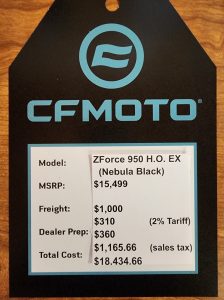 CFMOTO®
Model: ZForce 950 H.O. EX
(Nebula Black)
MSRP: $15,499
Freight: $1,000
$310 (2% Tariff)
Dealer Prep: $360
$1,165.66 (sales tax)
Total Cost: $18.434.66